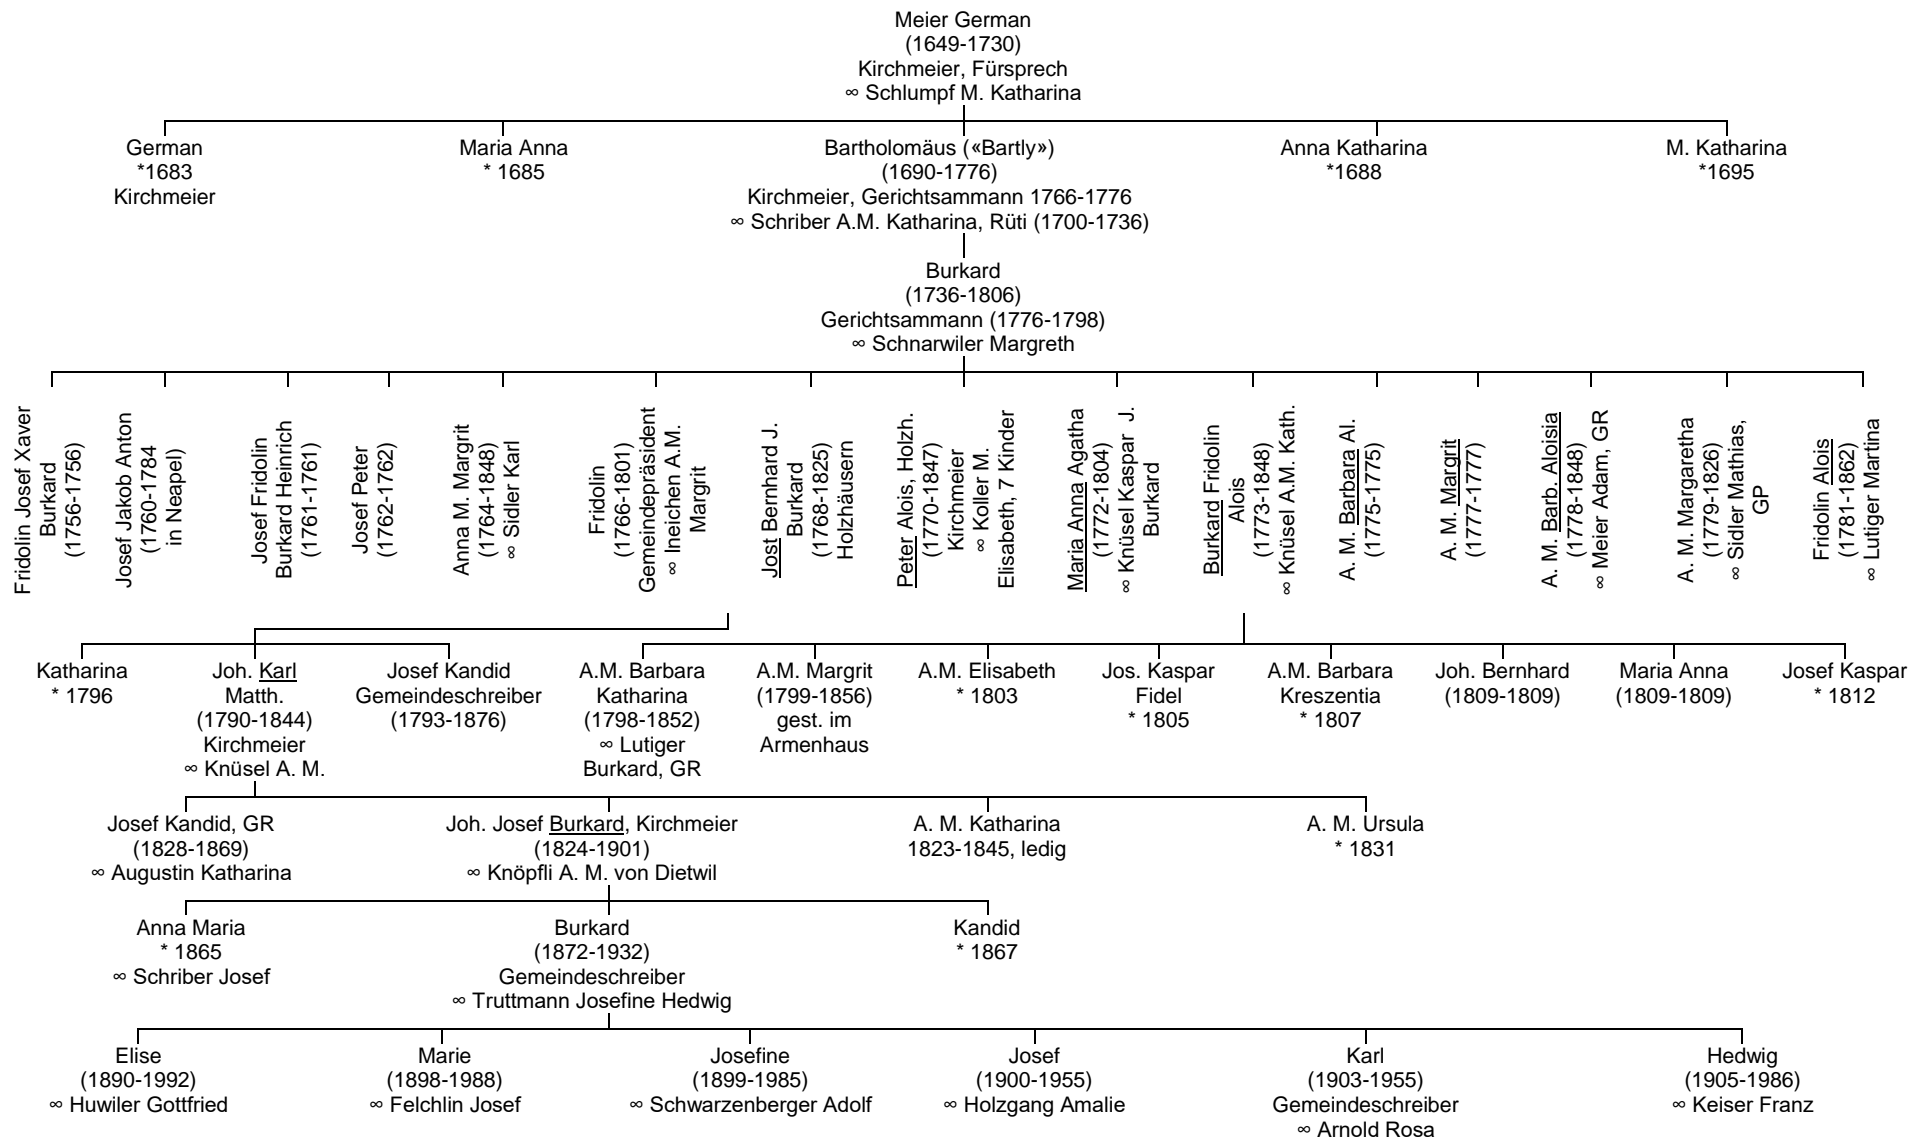 Meier German
(1649-1730)
Kirchmeier, Fürsprech
∞ Schlumpf M. Katharina
German
*1683
Kirchmeier
Maria Anna
* 1685
Bartholomäus («Bartly»)
(1690-1776)
Kirchmeier, Gerichtsammann 1766-1776
∞ Schriber A.M. Katharina, Rüti (1700-1736)
Anna Katharina
*1688
M. Katharina
*1695
Burkard
(1736-1806)
Gerichtsammann (1776-1798)
∞ Schnarwiler Margreth
Fridolin Josef Xaver
Burkard
(1756-1756)
Josef Jakob Anton
(1760-1784
in Neapel)
Josef Fridolin
Burkard Heinrich
(1761-1761)
Josef Peter
(1762-1762)
Anna M. Margrit
(1764-1848)
∞ Sidler Karl
Fridolin
(1766-1801)
Gemeindepräsident
∞ Ineichen A.M.
Margrit
Jost Bernhard J.
Burkard
(1768-1825)
Holzhäusern
Peter Alois, Holzh.
(1770-1847)
Kirchmeier
∞ Koller M.
Elisabeth, 7 Kinder
Maria Anna Agatha
(1772-1804)
∞ Knüsel Kaspar J.
Burkard
Burkard Fridolin
Alois
(1773-1848)
∞ Knüsel A.M. Kath.
A. M. Barbara Al.
(1775-1775)
A. M. Margrit
(1777-1777)
A. M. Barb. Aloisia
(1778-1848)
∞ Meier Adam, GR
A. M. Margaretha
(1779-1826)
∞ Sidler Mathias,
GP
Fridolin Alois
(1781-1862)
∞ Lutiger Martina
Katharina
* 1796
Joh. Karl
Matth.
(1790-1844)
Kirchmeier
∞ Knüsel A. M.
Josef Kandid
Gemeindeschreiber
(1793-1876)
A.M. Barbara
Katharina
(1798-1852)
∞ Lutiger
Burkard, GR
A.M. Margrit
(1799-1856)
gest. im
Armenhaus
A.M. Elisabeth
* 1803
Jos. Kaspar
Fidel
* 1805
A.M. Barbara
Kreszentia
* 1807
Joh. Bernhard
(1809-1809)
Maria Anna
(1809-1809)
Josef Kaspar
* 1812
Josef Kandid, GR
(1828-1869)
∞ Augustin Katharina
Joh. Josef Burkard, Kirchmeier
(1824-1901)
∞ Knöpfli A. M. von Dietwil
A. M. Katharina
1823-1845, ledig
A. M. Ursula
* 1831
Anna Maria
* 1865
∞ Schriber Josef
Burkard
(1872-1932)
Gemeindeschreiber
∞ Truttmann Josefine Hedwig
Kandid
* 1867
Elise
(1890-1992)
∞ Huwiler Gottfried
Marie
(1898-1988)
∞ Felchlin Josef
Josefine
(1899-1985)
∞ Schwarzenberger Adolf
Josef
(1900-1955)
∞ Holzgang Amalie
Karl
(1903-1955)
Gemeindeschreiber
∞ Arnold Rosa
Hedwig
(1905-1986)
∞ Keiser Franz